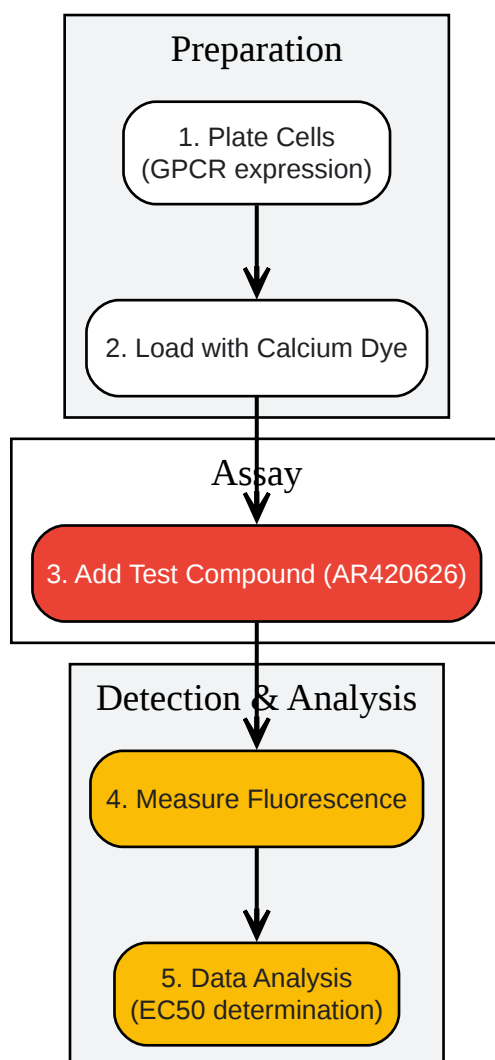 Preparation
1. Plate Cells
(GPCR expression)
2. Load with Calcium Dye
Assay
3. Add Test Compound (AR420626)
Detection & Analysis
4. Measure Fluorescence
5. Data Analysis
(EC50 determination)